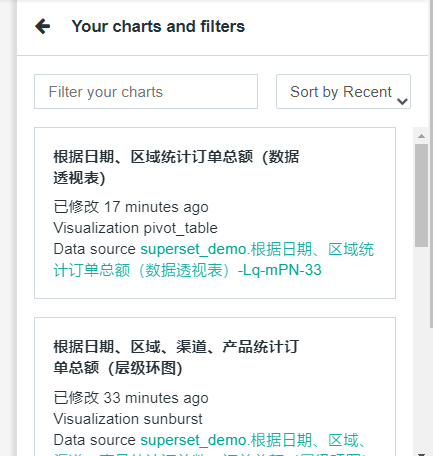 Your charts and filters
Filter your charts
Sort by Recent
根据日期、区域统计订单总额（数据
透视表）
已修改 17 minutes ago
Visualization pivot_table
Data source superset_demo.根据日期、区域统
计订单总额（数据透视表）-Lq-mPN-33
根据日期、区域、渠道、产品统计订
单总额（层级环图）
已修改 33 minutes ago
Visualization sunburst
Data source superset_demo.根据日期、区域、